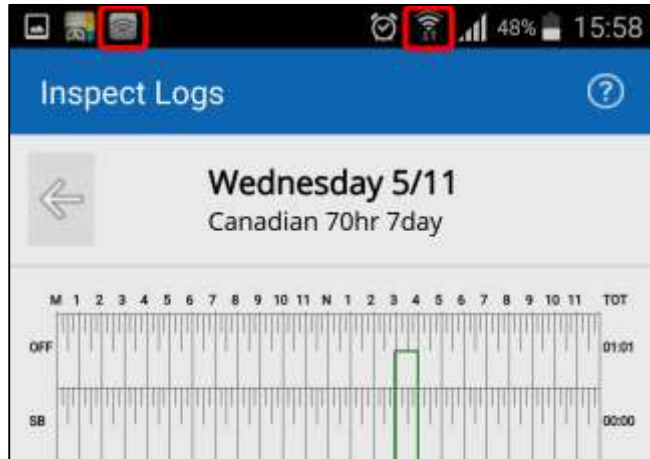 48% 15:58
Inspect Logs ?
Wednesday 5/11
Canadian 70hr 7day
M 1 2 3 4 5 6 7 8 9 10 11 N 1 2 3 4 5 6 7 8 9 10 11 TOT
OFF 01:01
SB 00:00